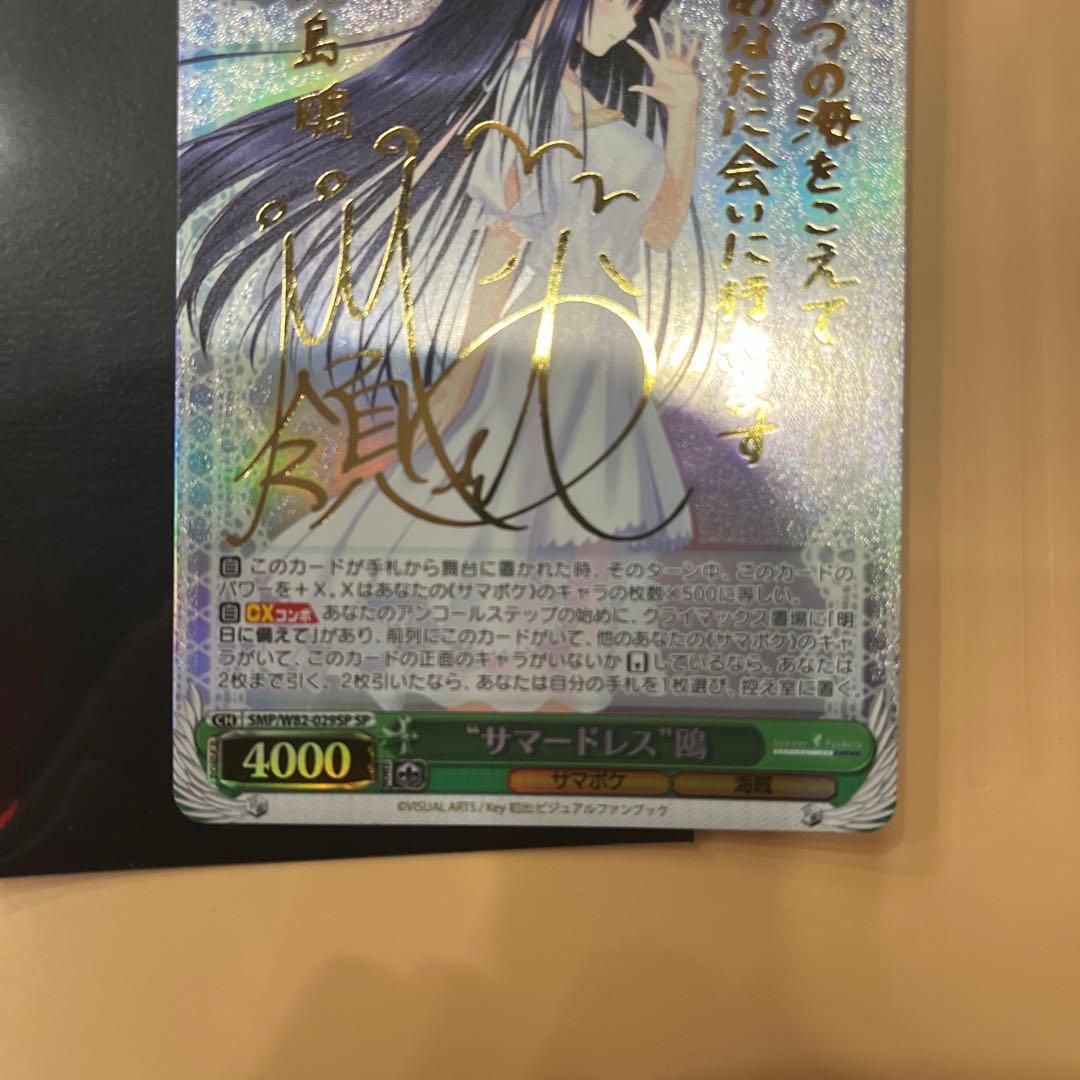 島鴎
つの海をこえて
あなたに会いに行きます
自 このカードが手札から舞台に置かれた時、そのターン中、このカードの
パワーを＋X。Xはあなたの《サマポケ》のキャラの枚数×500に等しい。
自 CXコンボ あなたのアンコールステップの始めに、クライマックス置場に「明
日に備えて」があり、前列にこのカードがいて、他のあなたの《サマポケ》のキャ
ラがいて、このカードの正面のキャラがいないか しているなら、あなたは
2枚まで引く。2枚引いたなら、あなたは自分の手札を1枚選び、控え室に置く。
CH SMP/W82-029SP SP
“サマードレス”鴎
Summer Pockets
4000
サマポケ 海賊
©VISUAL ARTS / Key 初出ビジュアルファンブック